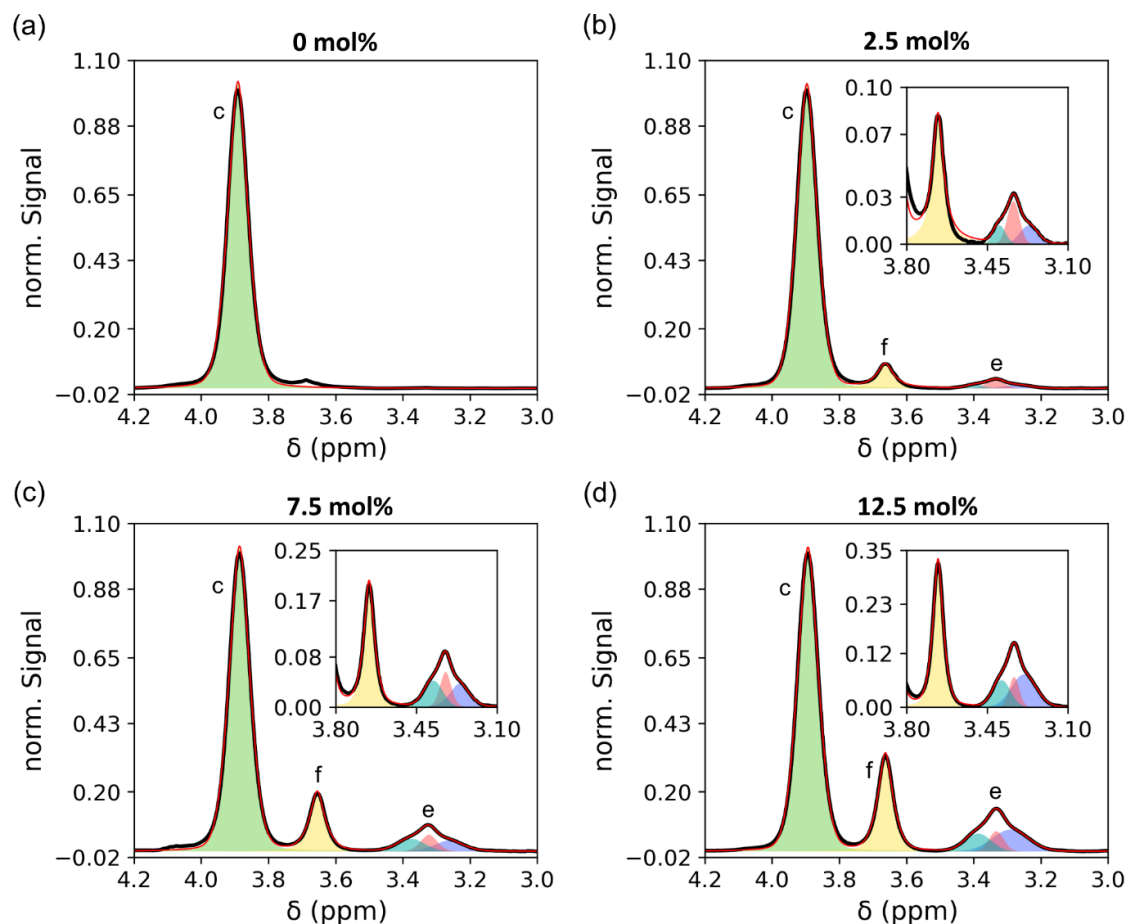 (a)
0 mol%
norm. Signal
1.10
0.88
0.65
0.43
0.20
−0.02
c
4.2 4.0 3.8 3.6 3.4 3.2 3.0
δ (ppm)
(b)
2.5 mol%
norm. Signal
1.10
0.88
0.65
0.43
0.20
−0.02
c
f
e
0.10
0.07
0.03
0.00
3.80 3.45 3.10
4.2 4.0 3.8 3.6 3.4 3.2 3.0
δ (ppm)
(c)
7.5 mol%
norm. Signal
1.10
0.88
0.65
0.43
0.20
−0.02
c
f
e
0.25
0.17
0.08
0.00
3.80 3.45 3.10
4.2 4.0 3.8 3.6 3.4 3.2 3.0
δ (ppm)
(d)
12.5 mol%
norm. Signal
1.10
0.88
0.65
0.43
0.20
−0.02
c
f
e
0.35
0.23
0.12
0.00
3.80 3.45 3.10
4.2 4.0 3.8 3.6 3.4 3.2 3.0
δ (ppm)